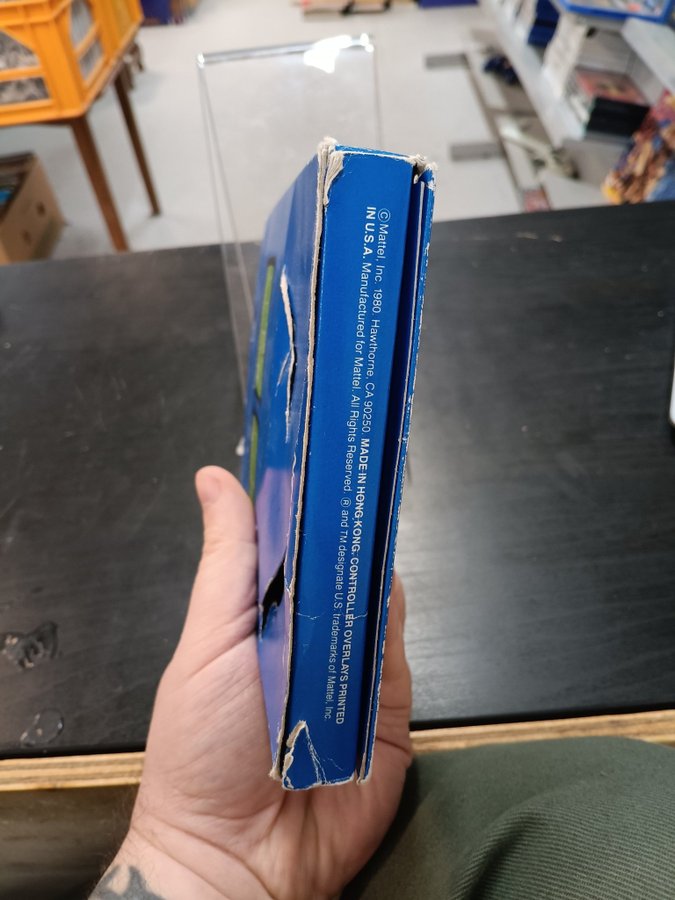 © Mattel, Inc. 1980. Hawthorne, CA 90250. MADE IN HONG KONG. CONTROLLER OVERLAYS PRINTED
IN U.S.A. Manufactured for Mattel. All Rights Reserved. ® and TM designate U.S. trademarks of Mattel, Inc.